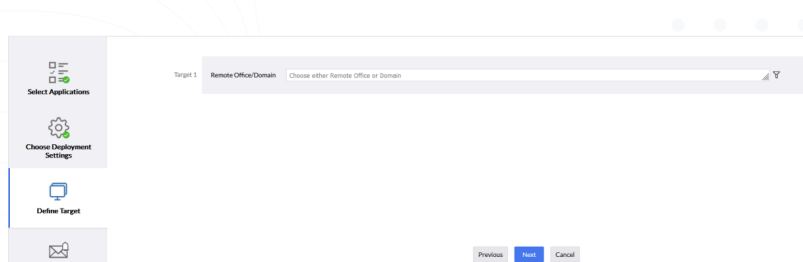 Select Applications
Target 1
Remote Office/Domain
Choose either Remote Office or Domain
Choose Deployment
Settings
Define Target
Previous
Next
Cancel